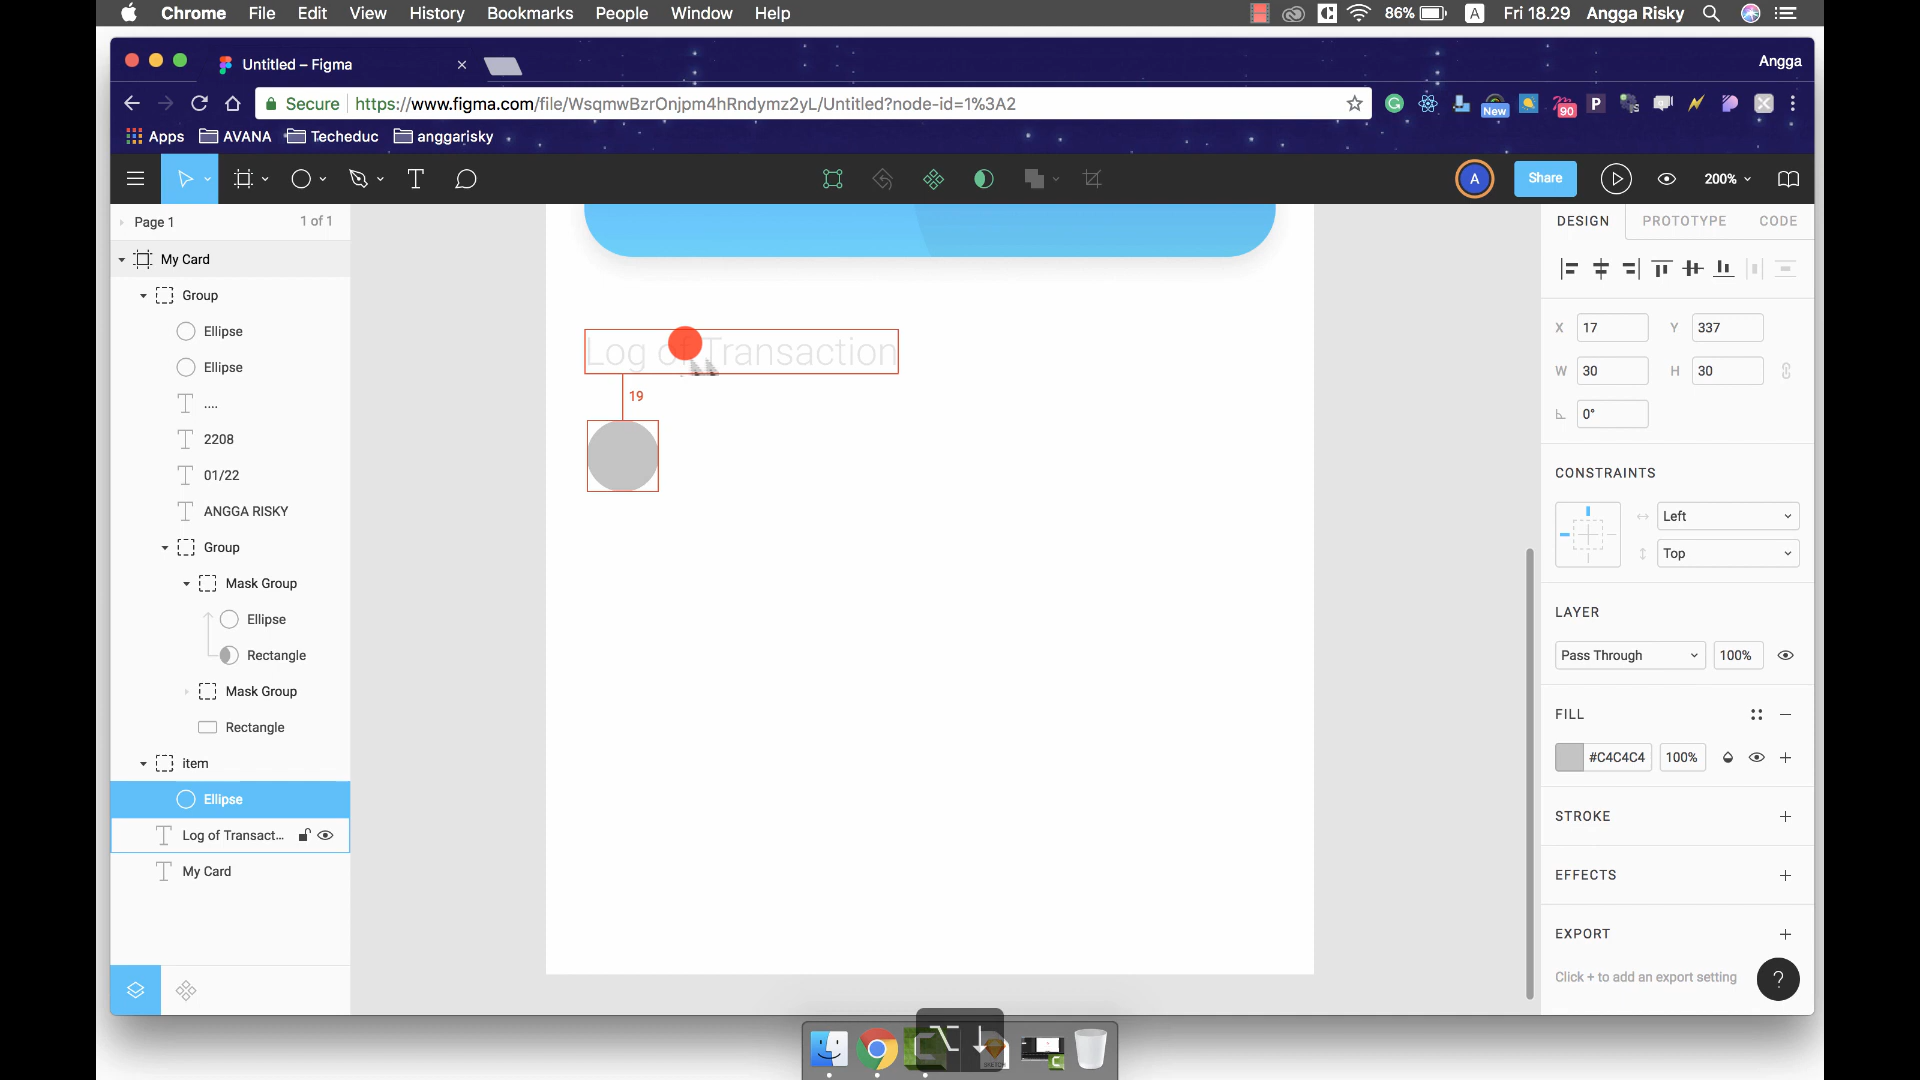 Chrome File Edit View History Bookmarks People Window Help
86% A Fri 18.29 Angga Risky
Untitled – Figma
Angga
Secure https://www.figma.com/file/WsqmwBzrOnjpm4hRndymz2yL/Untitled?node-id=1%3A2
New 90 P
Apps AVANA Techeduc anggarisky
A Share 200%
Page 1 1 of 1
DESIGN PROTOTYPE CODE
My Card
Group
Ellipse
Ellipse
....
2208
01/22
ANGGA RISKY
Group
Mask Group
Ellipse
Rectangle
Mask Group
Rectangle
item
Ellipse
Log of Transact...
My Card
Log of Transaction
19
X 17 Y 337
W 30 H 30
0°
CONSTRAINTS
Left
Top
LAYER
Pass Through 100%
FILL
#C4C4C4 100%
STROKE
EFFECTS
EXPORT
Click + to add an export setting
?